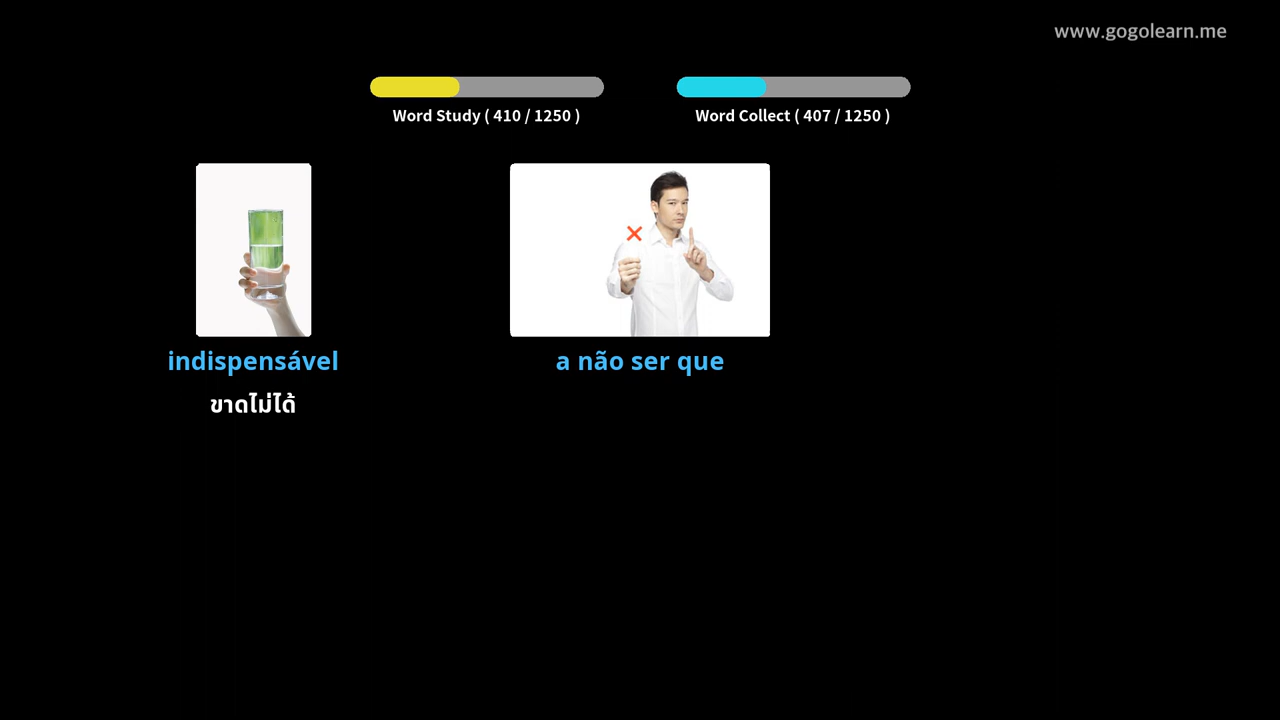 www.gogolearn.me
Word Study ( 410 / 1250 )
Word Collect ( 407 / 1250 )
indispensável
ขาดไม่ได้
a não ser que